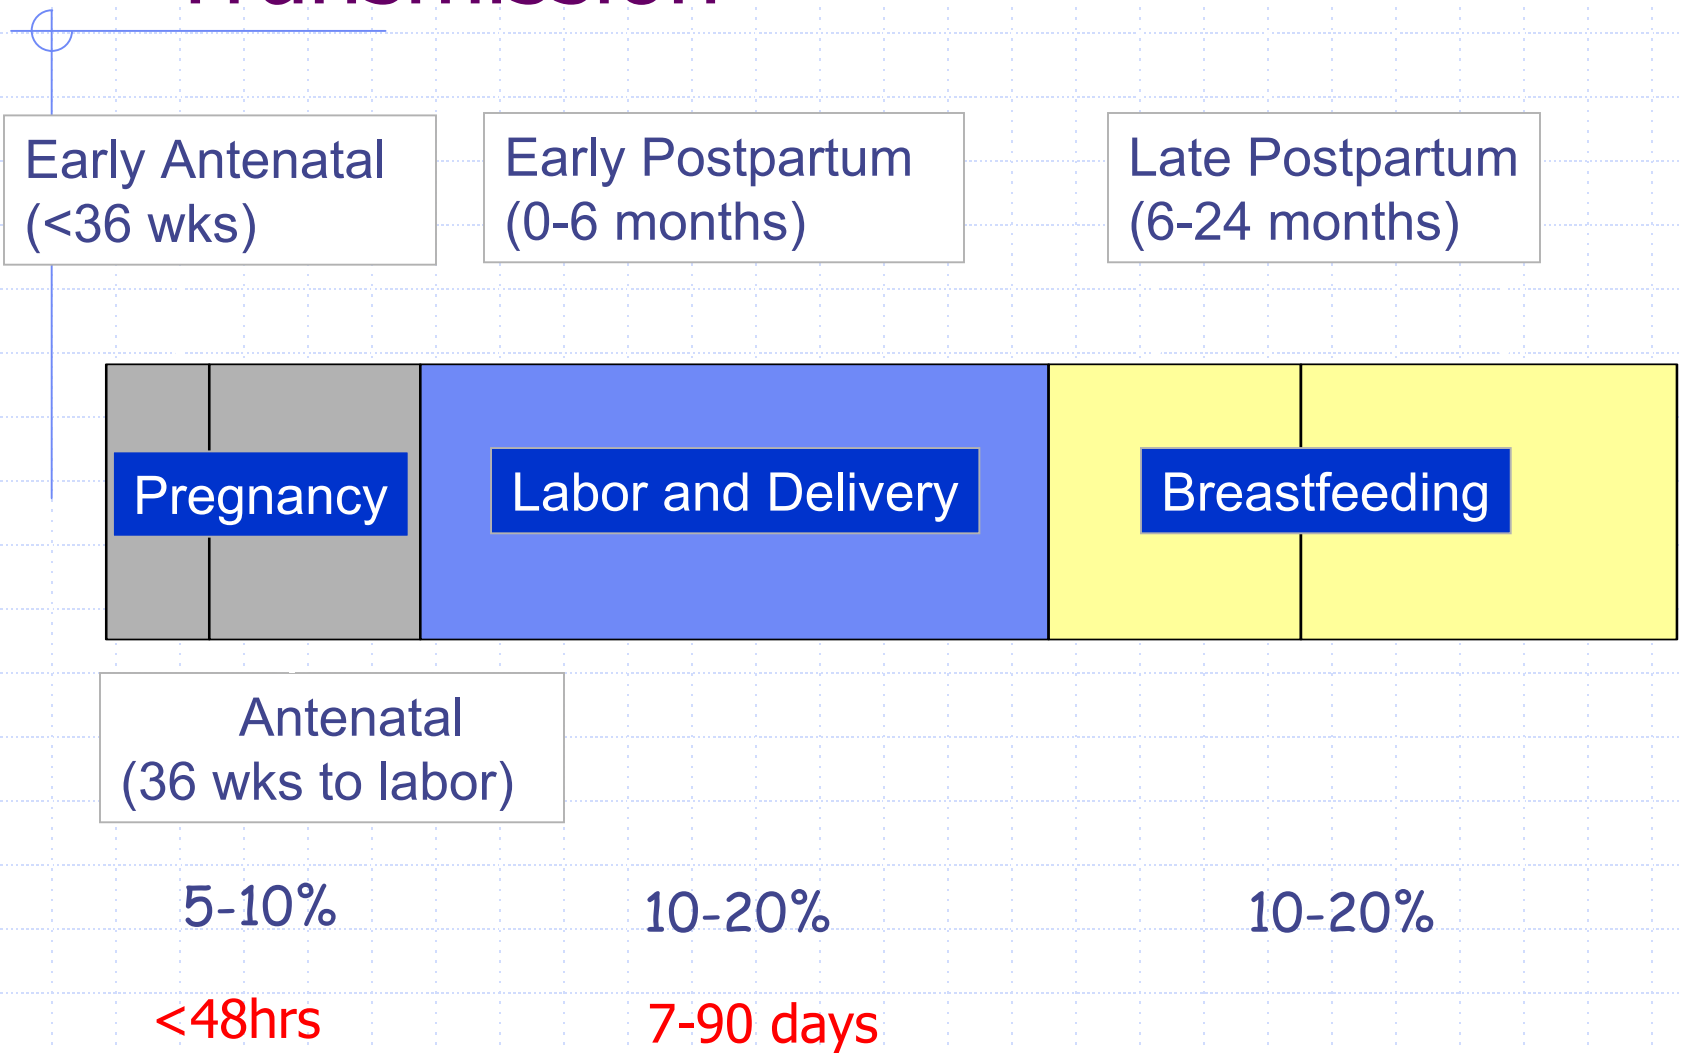 Transmission
Early Antenatal
(<36 wks)
Early Postpartum
(0-6 months)
Late Postpartum
(6-24 months)
Pregnancy
Labor and Delivery
Breastfeeding
Antenatal
(36 wks to labor)
5-10%
10-20%
10-20%
<48hrs
7-90 days